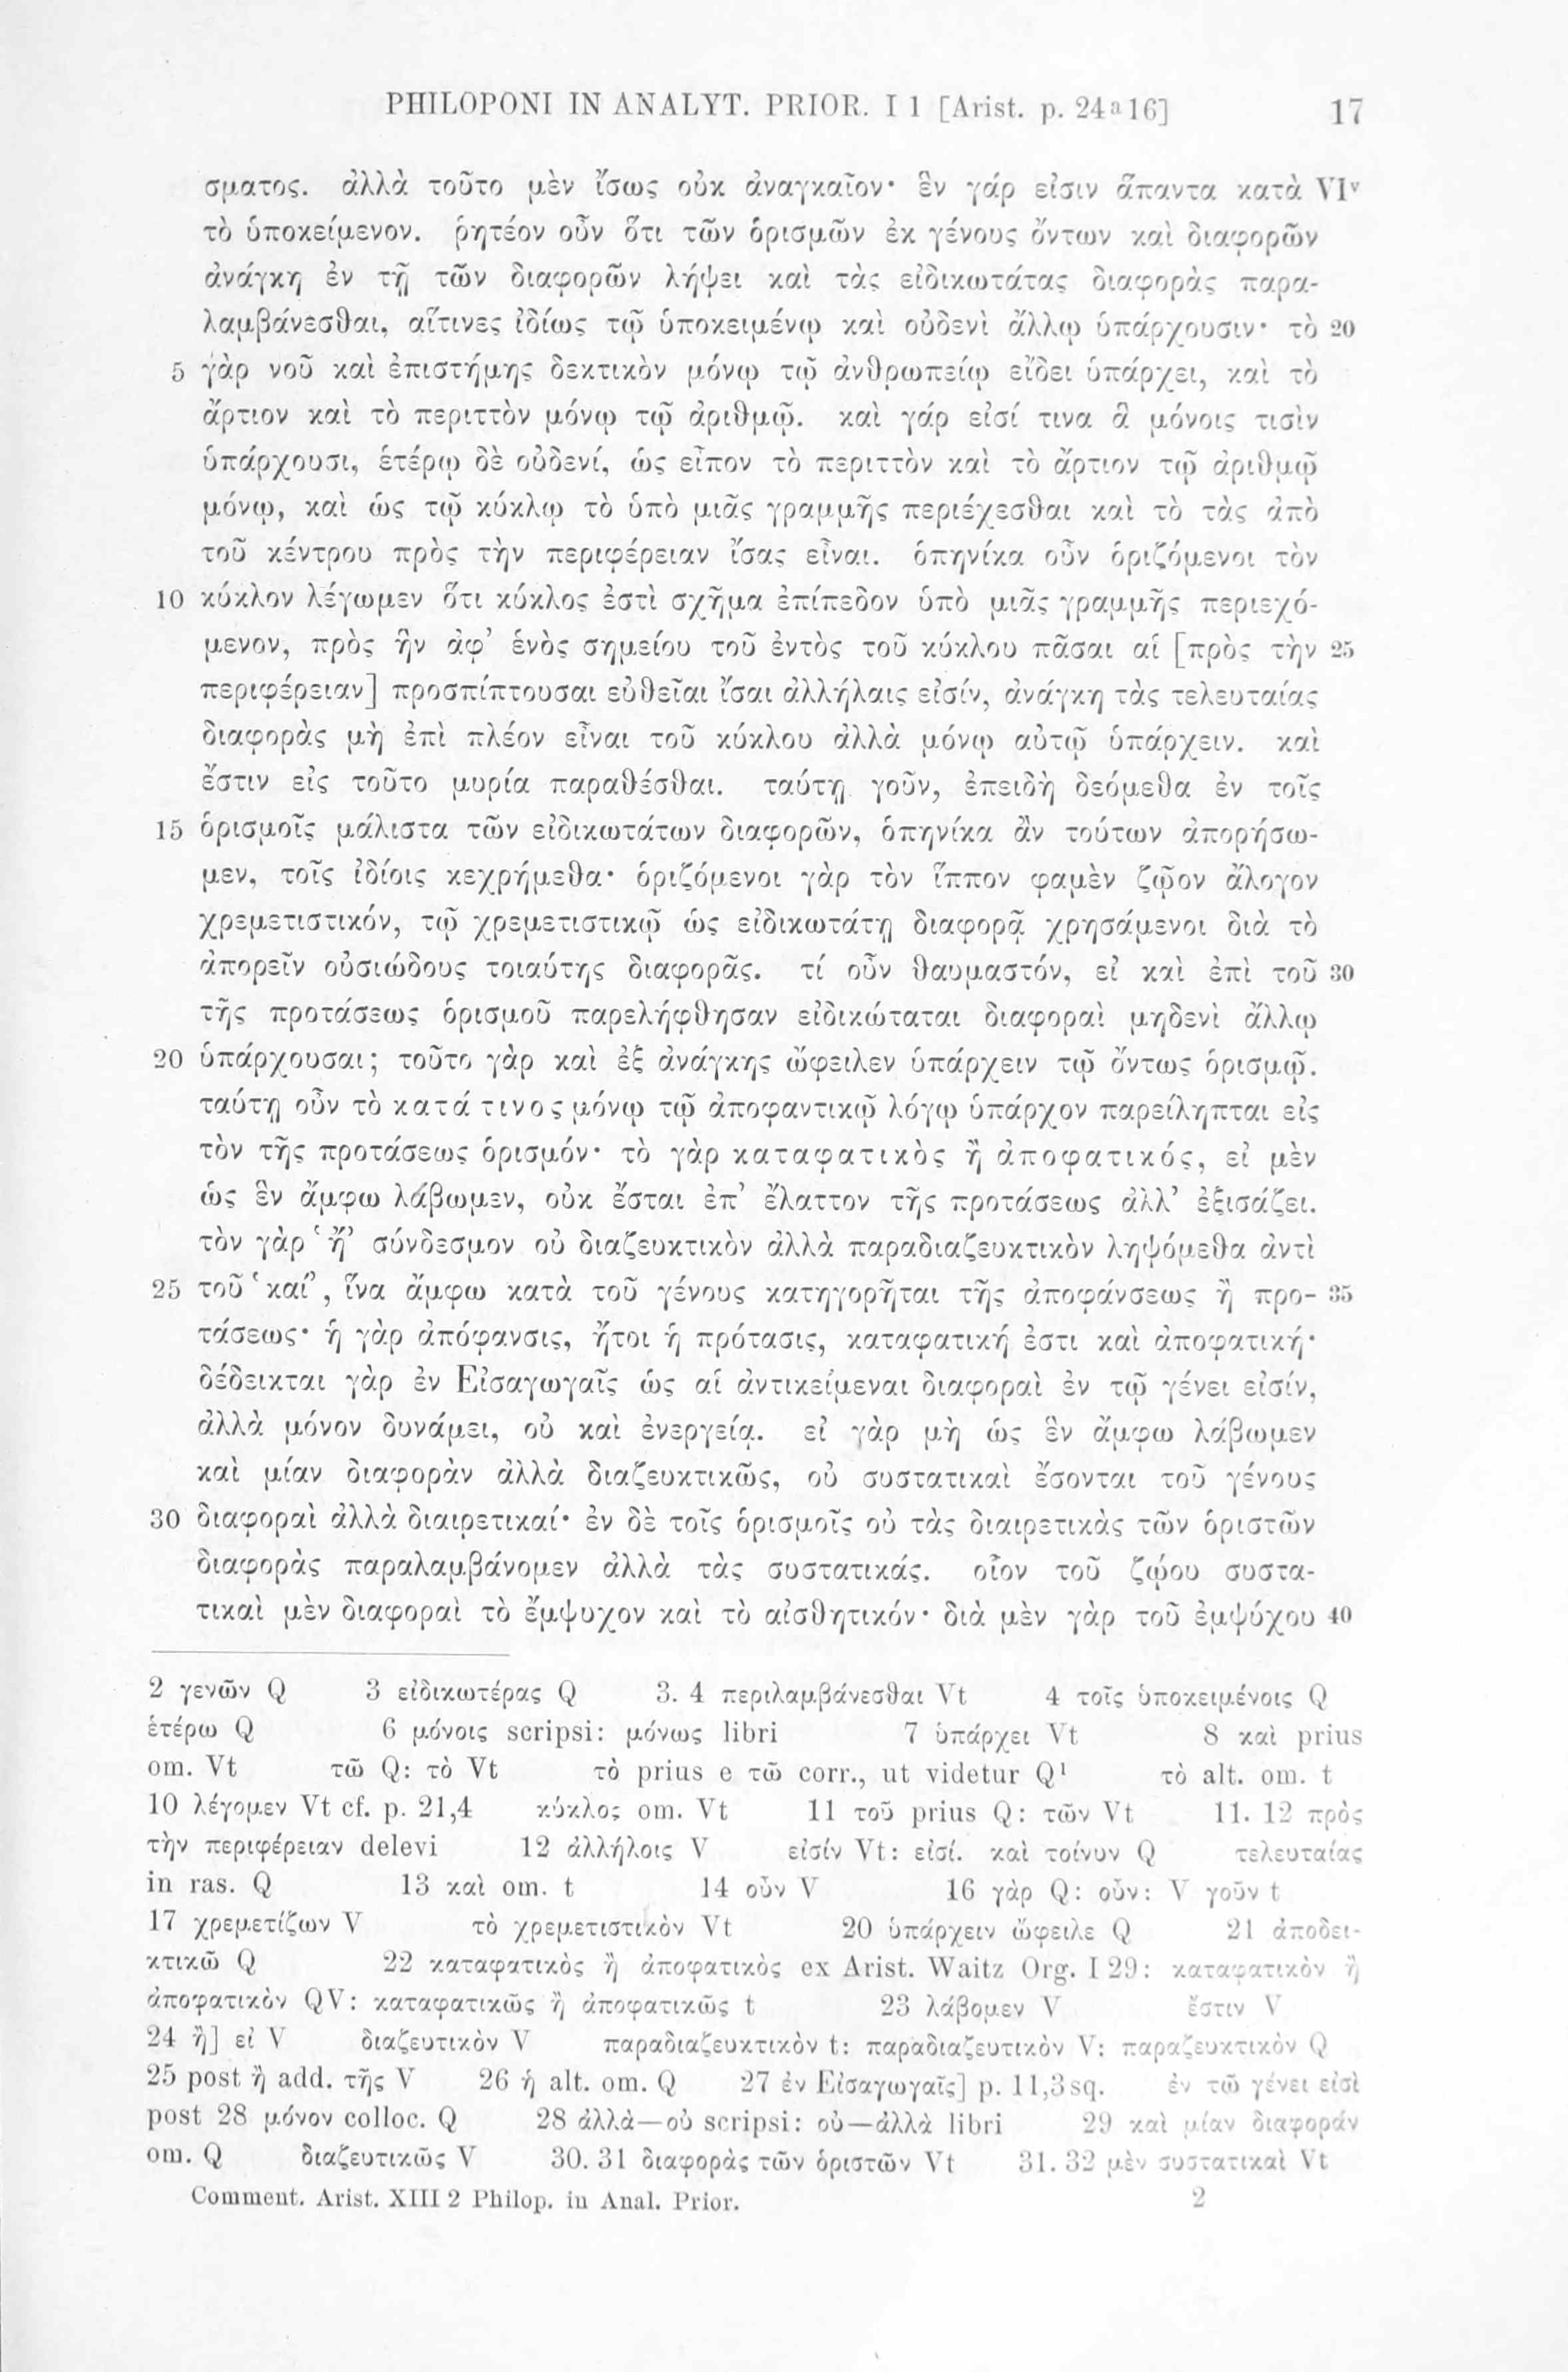 PHILOPONI IN ANALYT. PRIOR. I 1 [Arist. p. 24ᵃ16] 17
σματος. ἀλλὰ τοῦτο μὲν ἴσως οὐκ ἀναγκαῖον· ἓν γάρ εἰσιν ἅπαντα κατὰ VIᵛ
τὸ ὑποκείμενον. ῥητέον οὖν ὅτι τῶν ὁρισμῶν ἐκ γένους ὄντων καὶ διαφορῶν
ἀνάγκη ἐν τῇ τῶν διαφορῶν λήψει καὶ τὰς εἰδικωτάτας διαφορὰς παρα-
λαμβάνεσθαι, αἵτινες ἰδίως τῷ ὑποκειμένῳ καὶ οὐδενὶ ἄλλῳ ὑπάρχουσιν· τὸ 20
5 γὰρ νοῦ καὶ ἐπιστήμης δεκτικὸν μόνῳ τῷ ἀνθρωπείῳ εἴδει ὑπάρχει, καὶ τὸ
ἄρτιον καὶ τὸ περιττὸν μόνῳ τῷ ἀριθμῷ. καὶ γάρ εἰσί τινα ἃ μόνοις τισὶν
ὑπάρχουσι, ἑτέρῳ δὲ οὐδενί, ὡς εἶπον τὸ περιττὸν καὶ τὸ ἄρτιον τῷ ἀριθμῷ
μόνῳ, καὶ ὡς τῷ κύκλῳ τὸ ὑπὸ μιᾶς γραμμῆς περιέχεσθαι καὶ τὸ τὰς ἀπὸ
τοῦ κέντρου πρὸς τὴν περιφέρειαν ἴσας εἶναι. ὁπηνίκα οὖν ὁριζόμενοι τὸν
10 κύκλον λέγωμεν ὅτι κύκλος ἐστὶ σχῆμα ἐπίπεδον ὑπὸ μιᾶς γραμμῆς περιεχό-
μενον, πρὸς ἣν ἀφ’ ἑνὸς σημείου τοῦ ἐντὸς τοῦ κύκλου πᾶσαι αἱ [πρὸς τὴν 25
περιφέρειαν] προσπίπτουσαι εὐθεῖαι ἴσαι ἀλλήλαις εἰσίν, ἀνάγκη τὰς τελευταίας
διαφορὰς μὴ ἐπὶ πλέον εἶναι τοῦ κύκλου ἀλλὰ μόνῳ αὐτῷ ὑπάρχειν. καὶ
ἔστιν εἰς τοῦτο μυρία παραθέσθαι. ταύτῃ γοῦν, ἐπειδὴ δεόμεθα ἐν τοῖς
15 ὁρισμοῖς μάλιστα τῶν εἰδικωτάτων διαφορῶν, ὁπηνίκα ἂν τούτων ἀπορήσω-
μεν, τοῖς ἰδίοις κεχρήμεθα· ὁριζόμενοι γὰρ τὸν ἵππον φαμὲν ζῷον ἄλογον
χρεμετιστικόν, τῷ χρεμετιστικῷ ὡς εἰδικωτάτῃ διαφορᾷ χρησάμενοι διὰ τὸ
ἀπορεῖν οὐσιώδους τοιαύτης διαφορᾶς. τί οὖν θαυμαστόν, εἰ καὶ ἐπὶ τοῦ 30
τῆς προτάσεως ὁρισμοῦ παρελήφθησαν εἰδικώταται διαφοραὶ μηδενὶ ἄλλῳ
20 ὑπάρχουσαι; τοῦτο γὰρ καὶ ἐξ ἀνάγκης ὤφειλεν ὑπάρχειν τῷ ὄντως ὁρισμῷ.
ταύτῃ οὖν τὸ κατά τινος μόνῳ τῷ ἀποφαντικῷ λόγῳ ὑπάρχον παρείληπται εἰς
τὸν τῆς προτάσεως ὁρισμόν· τὸ γὰρ καταφατικὸς ἢ ἀποφατικός, εἰ μὲν
ὡς ἓν ἄμφω λάβωμεν, οὐκ ἔσται ἐπ’ ἔλαττον τῆς προτάσεως ἀλλ’ ἐξισάζει.
τὸν γὰρ ‘ἤ’ σύνδεσμον οὐ διαζευκτικὸν ἀλλὰ παραδιαζευκτικὸν ληψόμεθα ἀντὶ
25 τοῦ ‘καί’, ἵνα ἄμφω κατὰ τοῦ γένους κατηγορῆται τῆς ἀποφάνσεως ἢ προ- 35
τάσεως· ἡ γὰρ ἀπόφανσις, ἤτοι ἡ πρότασις, καταφατική ἐστι καὶ ἀποφατική·
δέδεικται γὰρ ἐν Εἰσαγωγαῖς ὡς αἱ ἀντικείμεναι διαφοραὶ ἐν τῷ γένει εἰσίν,
ἀλλὰ μόνον δυνάμει, οὐ καὶ ἐνεργείᾳ. εἰ γὰρ μὴ ὡς ἓν ἄμφω λάβωμεν
καὶ μίαν διαφορὰν ἀλλὰ διαζευκτικῶς, οὐ συστατικαὶ ἔσονται τοῦ γένους
30 διαφοραὶ ἀλλὰ διαιρετικαί· ἐν δὲ τοῖς ὁρισμοῖς οὐ τὰς διαιρετικὰς τῶν ὁριστῶν
διαφορὰς παραλαμβάνομεν ἀλλὰ τὰς συστατικάς. οἷον τοῦ ζῴου συστα-
τικαὶ μὲν διαφοραὶ τὸ ἔμψυχον καὶ τὸ αἰσθητικόν· διὰ μὲν γὰρ τοῦ ἐμψύχου 40
2 γενῶν Q 3 εἰδικωτέρας Q 3. 4 περιλαμβάνεσθαι Vt 4 τοῖς ὑποκειμένοις Q
ἑτέρω Q 6 μόνοις scripsi: μόνως libri 7 ὑπάρχει Vt 8 καὶ prius
om. Vt τῶ Q: τὸ Vt τὸ prius e τῶ corr., ut videtur Q¹ τὸ alt. om. t
10 λέγομεν Vt cf. p. 21,4 κύκλος om. Vt 11 τοῦ prius Q: τῶν Vt 11. 12 πρὸς
τὴν περιφέρειαν delevi 12 ἀλλήλοις V εἰσίν Vt: εἰσί. καὶ τοίνυν Q τελευταίας
in ras. Q 13 καὶ om. t 14 οὖν V 16 γὰρ Q: οὖν: V γοῦν t
17 χρεμετίζων V τὸ χρεμετιστικὸν Vt 20 ὑπάρχειν ὤφειλε Q 21 ἀποδει-
κτικῶ Q 22 καταφατικὸς ἢ ἀποφατικὸς ex Arist. Waitz Org. I 29: καταφατικὸν ἢ
ἀποφατικὸν QV: καταφατικῶς ἢ ἀποφατικῶς t 23 λάβομεν V ἔστιν V
24 ἢ] εἰ V διαζευτικὸν V παραδιαζευκτικὸν t: παραδιαζευτικὸν V: παραζευκτικὸν Q
25 post ἢ add. τῆς V 26 ἡ alt. om. Q 27 ἐν Εἰσαγωγαῖς] p. 11,3 sq. ἐν τῶ γένει εἰσὶ
post 28 μόνον colloc. Q 28 ἀλλὰ—οὐ scripsi: οὐ—ἀλλὰ libri 29 καὶ μίαν διαφορὰν
om. Q διαζευτικῶς V 30. 31 διαφορὰς τῶν ὁριστῶν Vt 31. 32 μὲν συστατικαὶ Vt
Comment. Arist. XIII 2 Philop. in Anal. Prior. 2